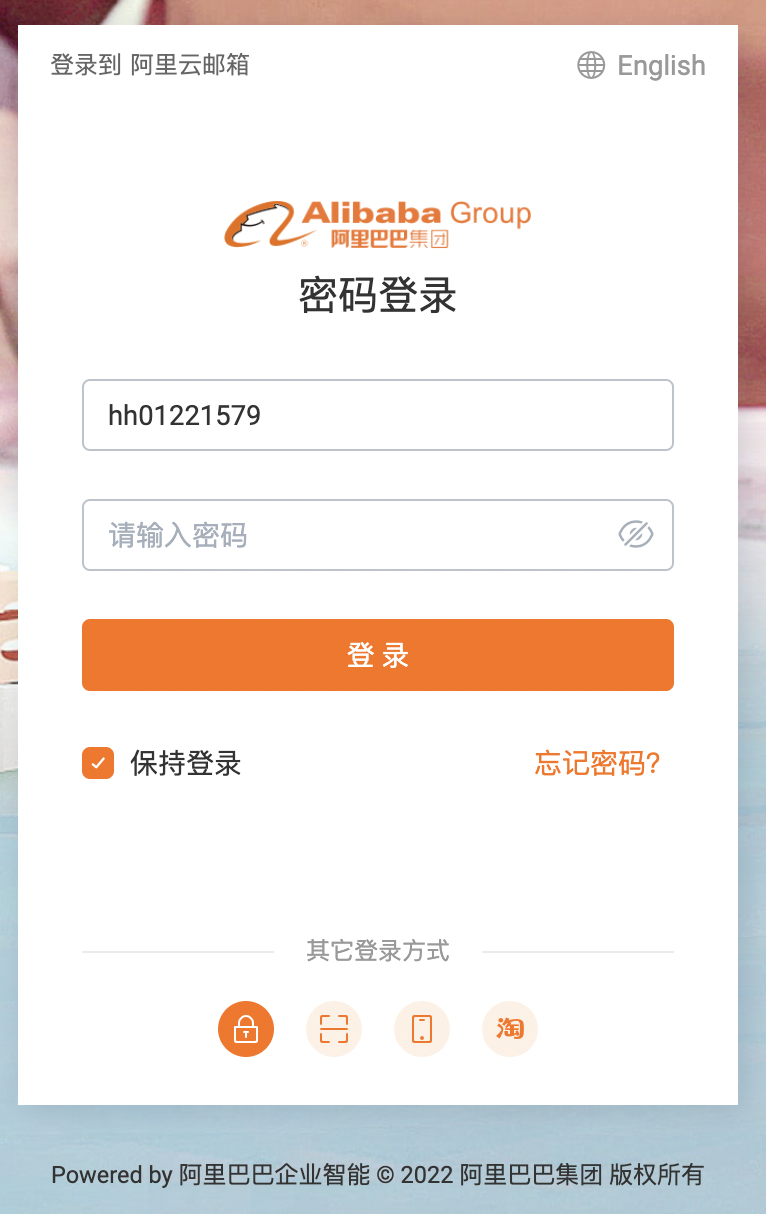 登录到 阿里云邮箱
English
Alibaba Group
阿里巴巴集团
密码登录
hh01221579
请输入密码
登 录
保持登录
忘记密码?
其它登录方式
淘
Powered by 阿里巴巴企业智能 © 2022 阿里巴巴集团 版权所有